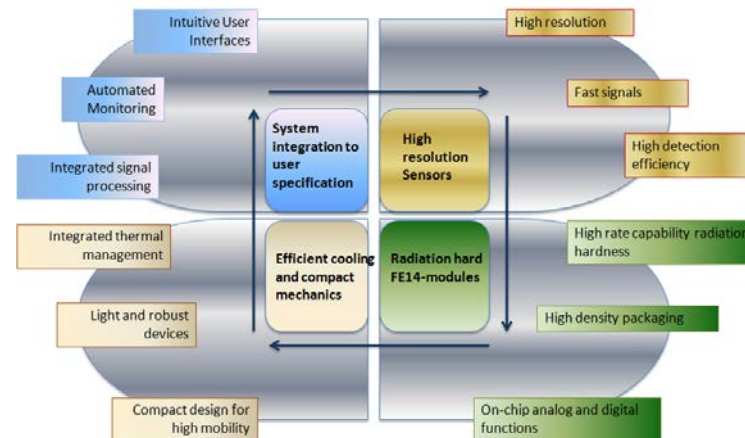 Intuitive User
Interfaces
Automated
Monitoring
Integrated signal
processing
High resolution
Fast signals
High detection
efficiency
System
integration to
user
specification
High
resolution
Sensors
Efficient cooling
and compact
mechanics
Radiation hard
FE14-modules
Integrated thermal
management
Light and robust
devices
Compact design for
high mobility
High rate capability radiation
hardness
High density packaging
On-chip analog and digital
functions